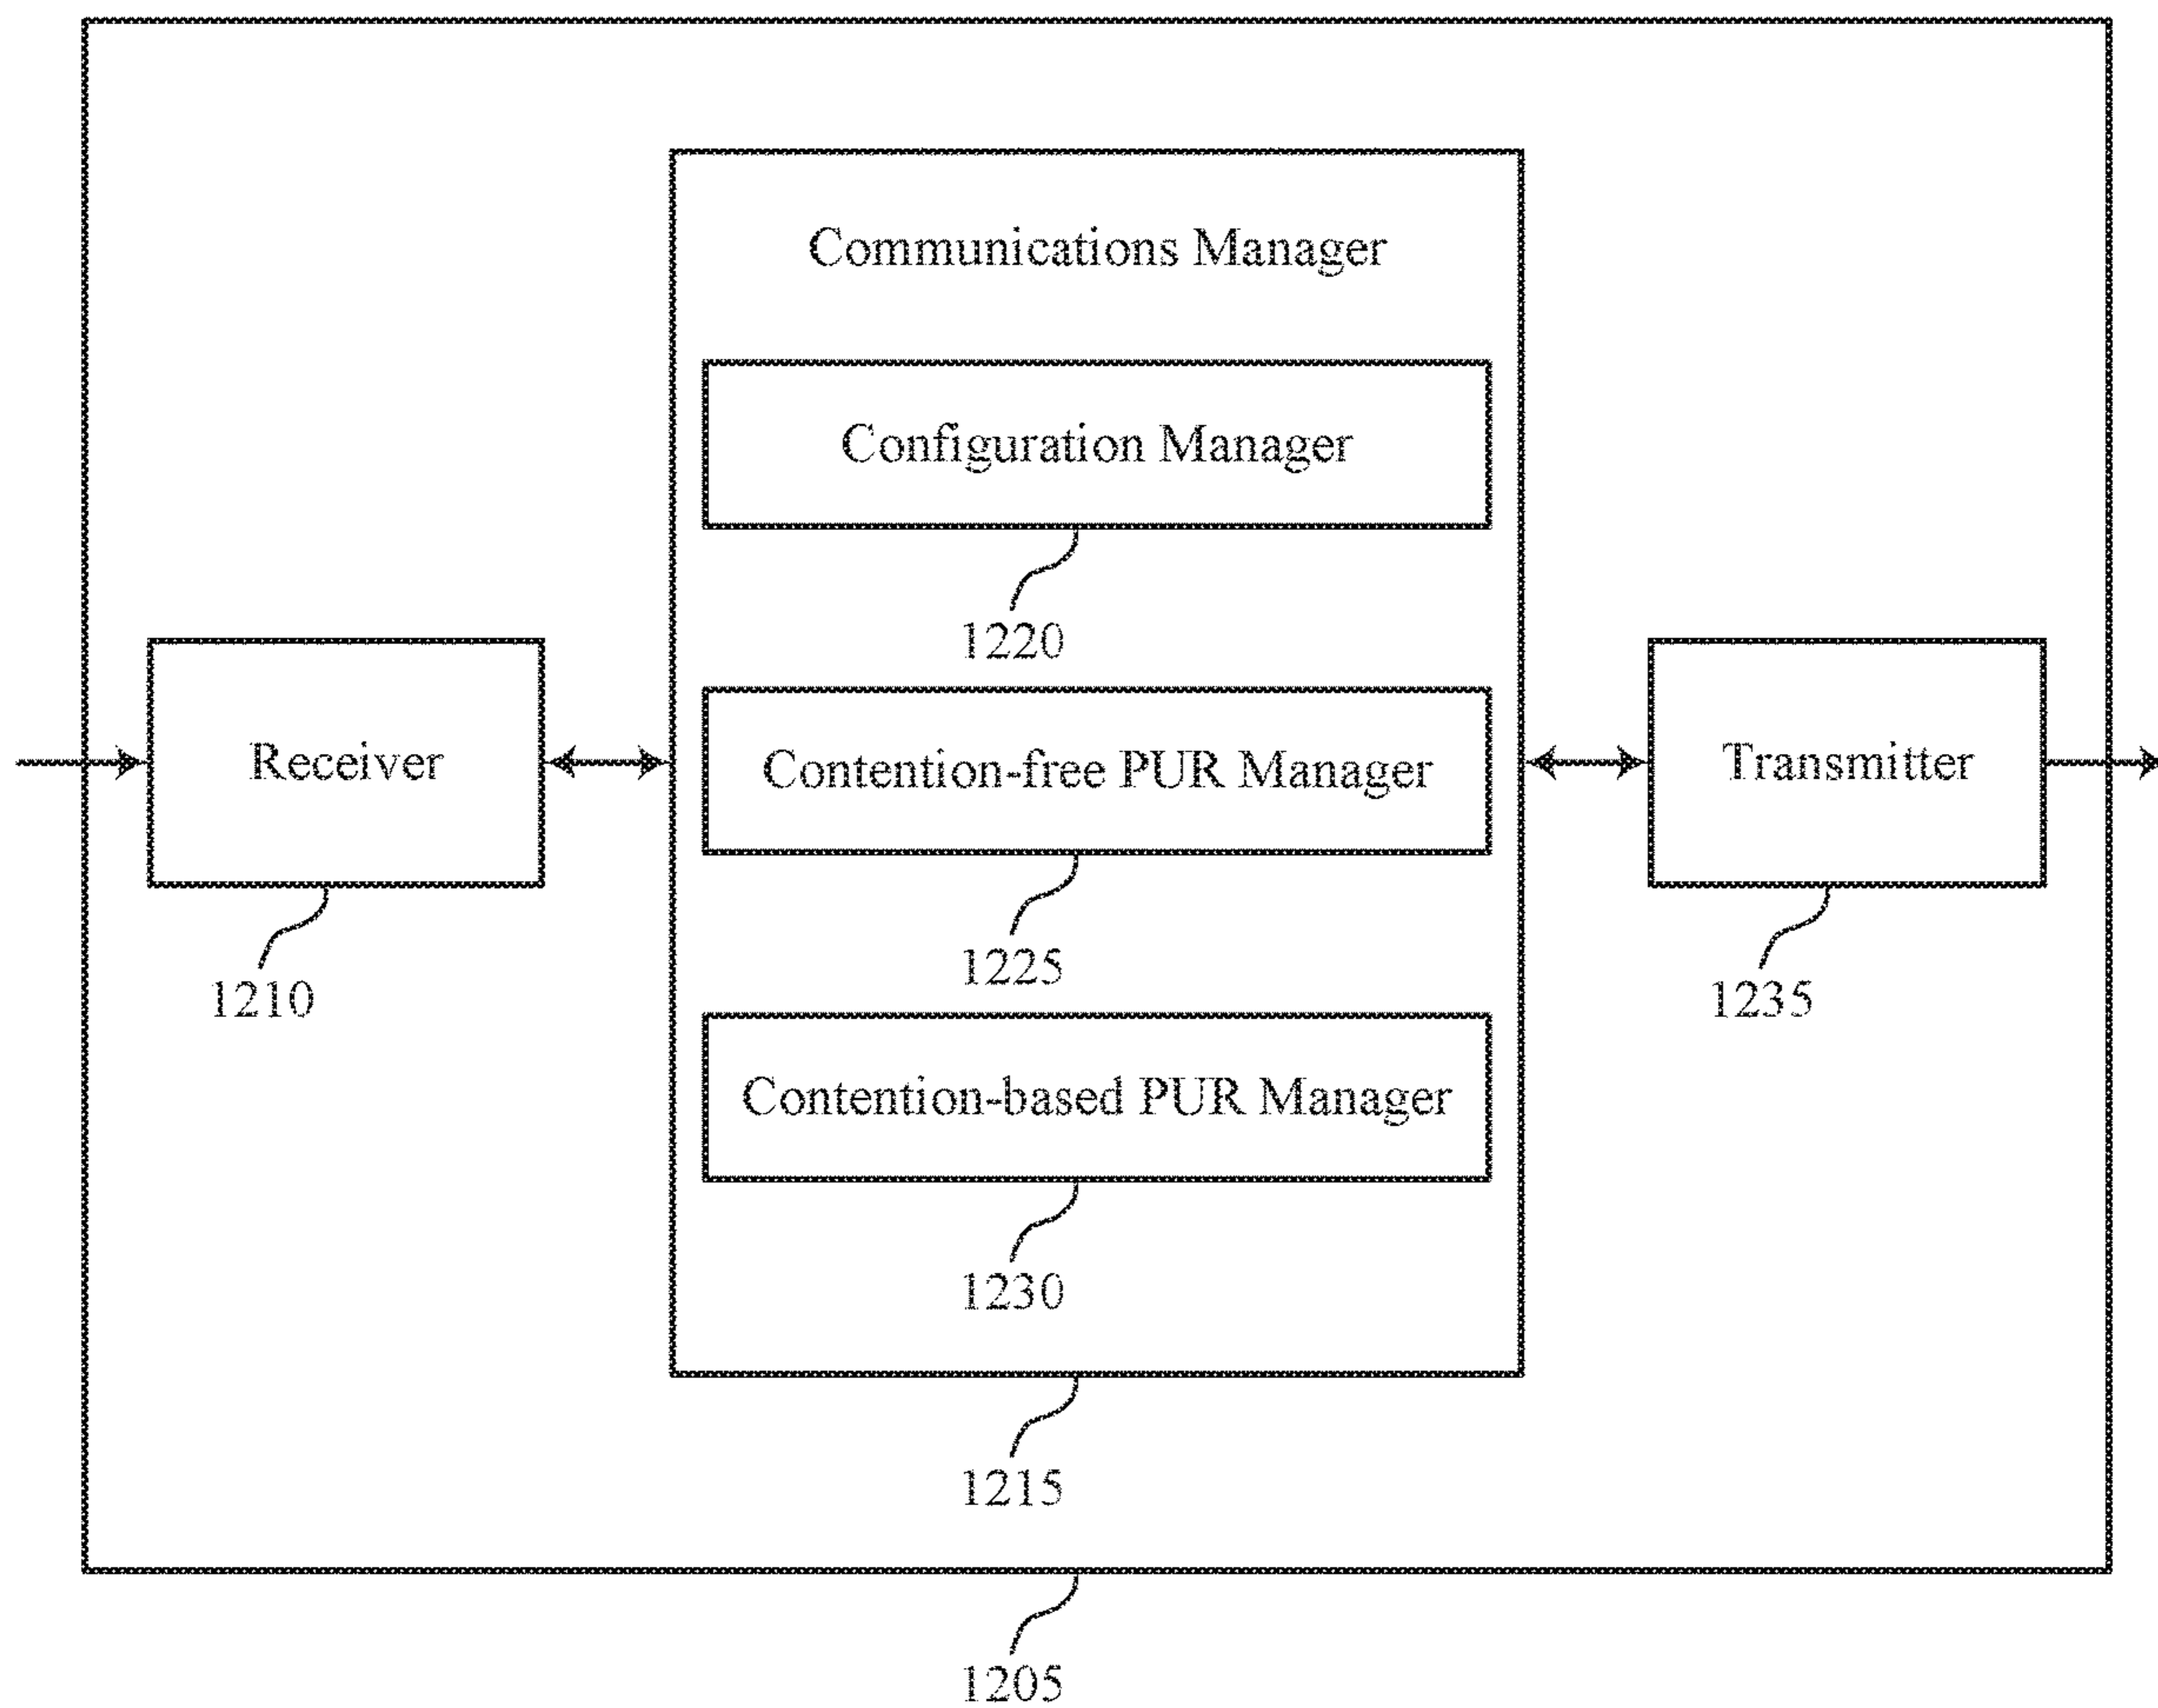 Communications Manager
Configuration Manager
1220
Receiver
1210
Contention-free PUR Manager
1225
Transmitter
1235
Contention-based PUR Manager
1230
1215
1205